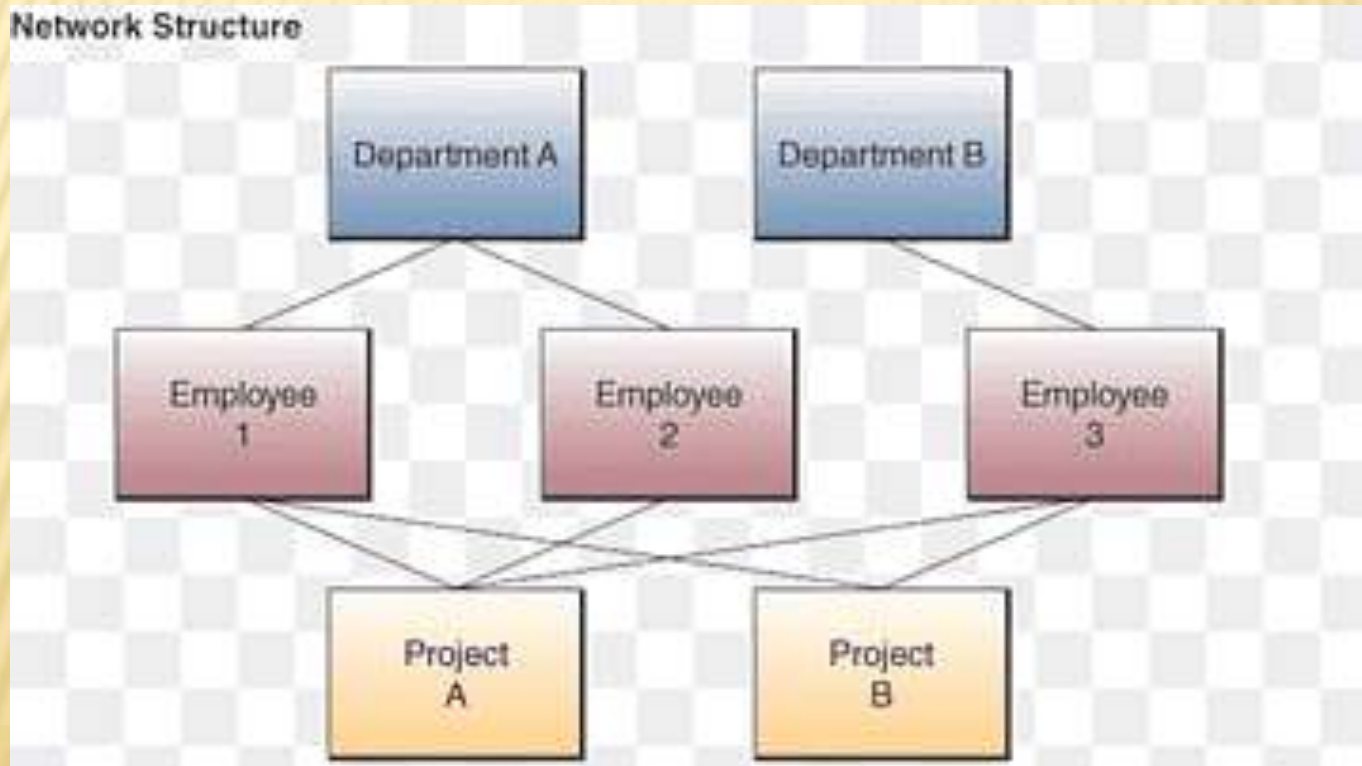 Network Structure
Department A
Department B
Employee
1
Employee
2
Employee
3
Project
A
Project
B